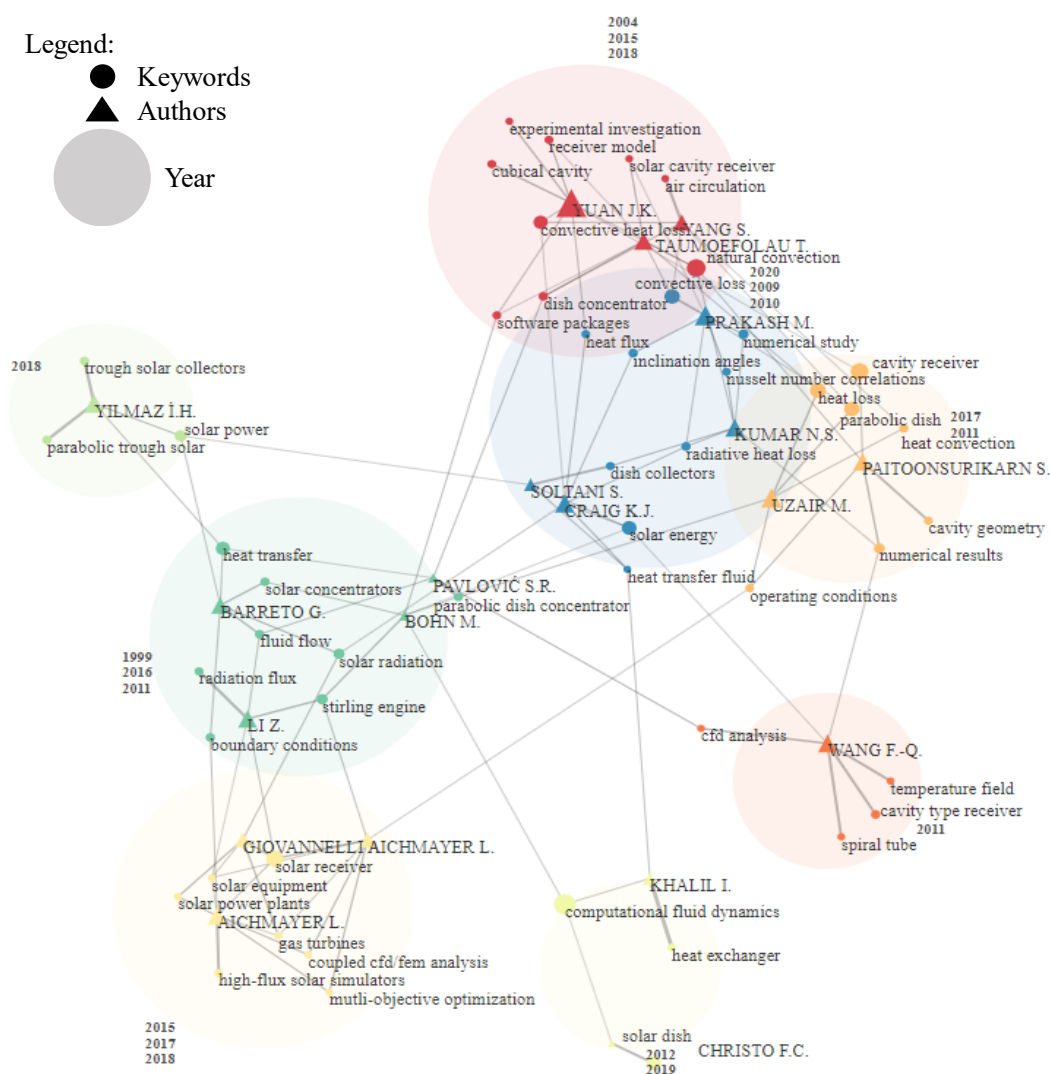 2004
2015
2018
Legend:
Keywords
Authors
Year
experimental investigation
receiver model
solar cavity receiver
cubical cavity
air circulation
YUAN J.K.
convective heat loss
YANG S.
TAUMOEFOLAU T.
natural convection
2020
2009
2010
convective loss
dish concentrator
software packages
PRAKASH M.
heat flux
numerical study
inclination angles
cavity receiver
2018
trough solar collectors
nusselt number correlations
heat loss
YILMAZ İ.H.
parabolic dish
2017
2011
solar power
KUMAR N.S.
heat convection
parabolic trough solar
radiative heat loss
PAITOONSURIKARN S.
dish collectors
SOLTANI S.
UZAIR M.
CRAIG K.J.
cavity geometry
solar energy
heat transfer
numerical results
heat transfer fluid
solar concentrators
PAVLOVIĆ S.R.
operating conditions
parabolic dish concentrator
BARRETO G.
BOHN M.
fluid flow
1999
2016
2011
solar radiation
radiation flux
stirling engine
LI Z.
boundary conditions
cfd analysis
WANG F.-Q.
temperature field
cavity type receiver
2011
spiral tube
GIOVANNELLI
AICHMAYER L.
solar receiver
solar equipment
KHALIL I.
solar power plants
computational fluid dynamics
AICHMAYER L.
gas turbines
heat exchanger
coupled cfd/fem analysis
high-flux solar simulators
mutli-objective optimization
2015
2017
2018
solar dish
CHRISTO F.C.
2012
2019